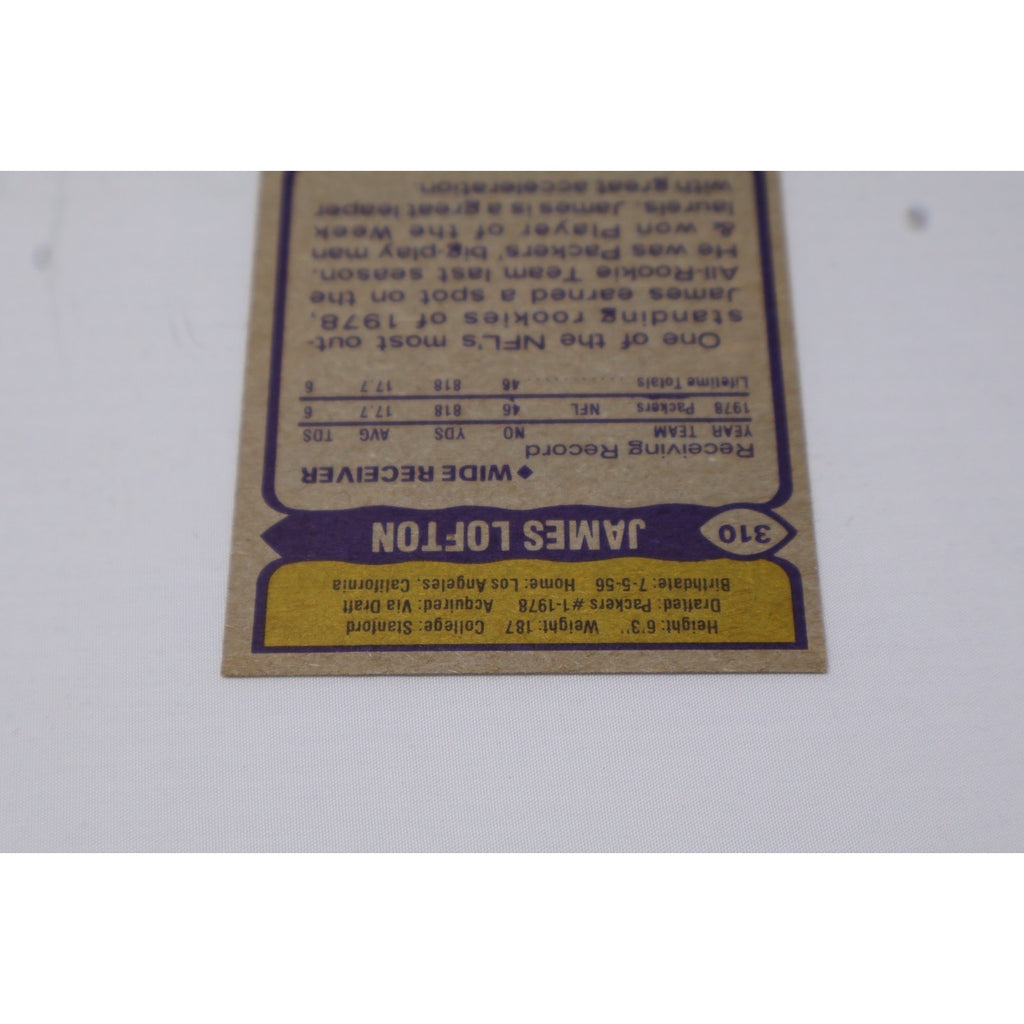 Height: 6'3" Weight: 187 College: Stanford
Drafted: Packers #1-1978 Acquired: Via Draft
Birthdate: 7-5-56 Home: Los Angeles, California
310 JAMES LOFTON
♦ WIDE RECEIVER
Receiving Record
YEAR TEAM NO YDS AVG TDS
1978 Packers NFL 46 818 17.7 6
Lifetime Totals.............46 818 17.7 6
One of the NFL's most out-
standing rookies of 1978,
James earned a spot on the
All-Rookie Team last season.
He was Packers' big-play man
& won Player of the Week
laurels. James is a great leaper
with great acceleration.